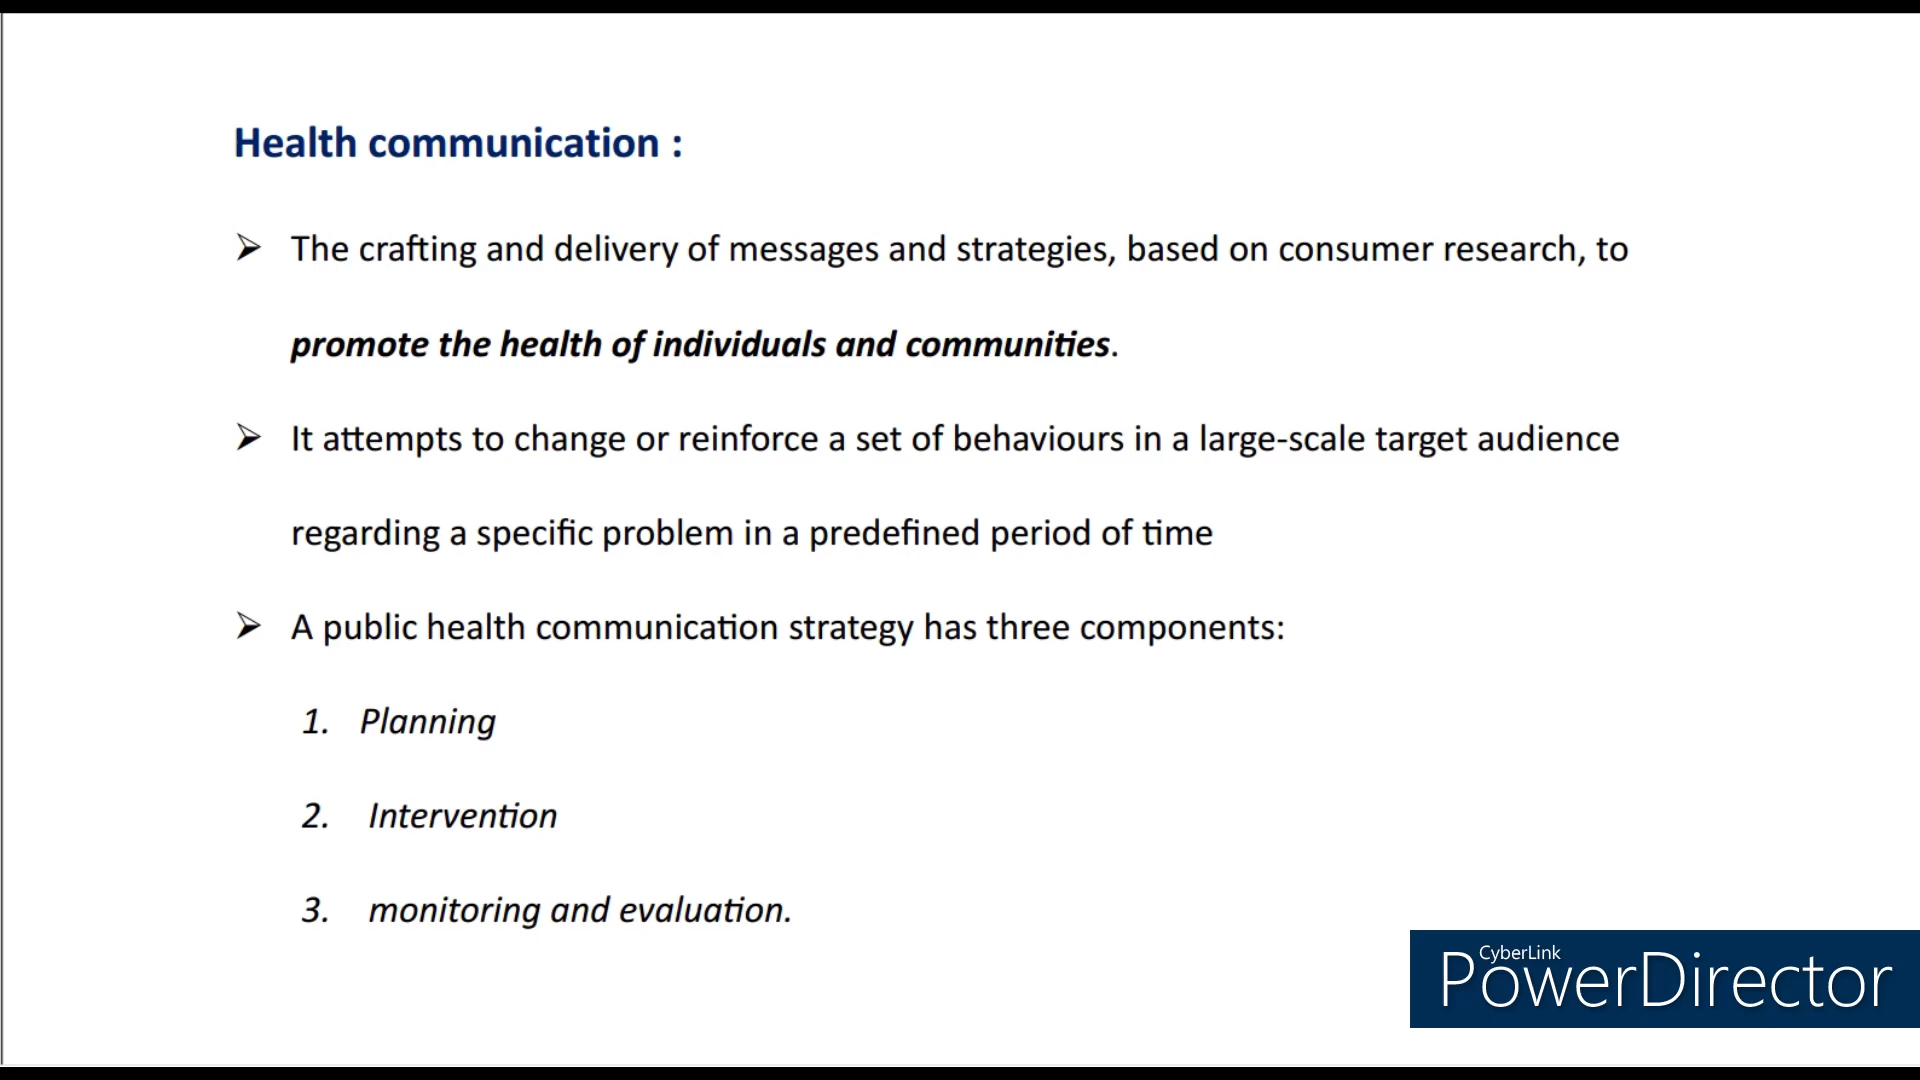 Health communication :
➢ The crafting and delivery of messages and strategies, based on consumer research, to
promote the health of individuals and communities.
➢ It attempts to change or reinforce a set of behaviours in a large-scale target audience
regarding a specific problem in a predefined period of time
➢ A public health communication strategy has three components:
1. Planning
2. Intervention
3. monitoring and evaluation.
CyberLink
PowerDirector